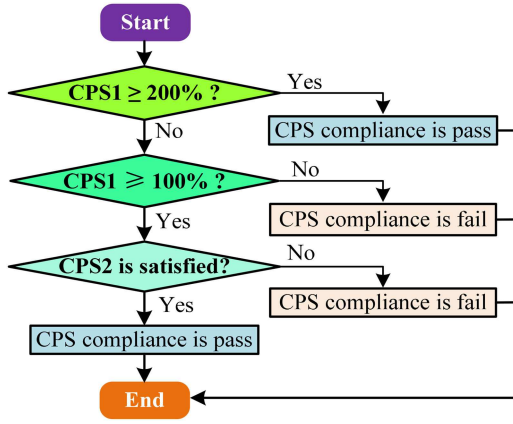 Start
CPS1 ≥ 200% ?
Yes
CPS compliance is pass
No
CPS1 ⩾ 100% ?
No
CPS compliance is fail
Yes
CPS2 is satisfied?
No
CPS compliance is fail
Yes
CPS compliance is pass
End